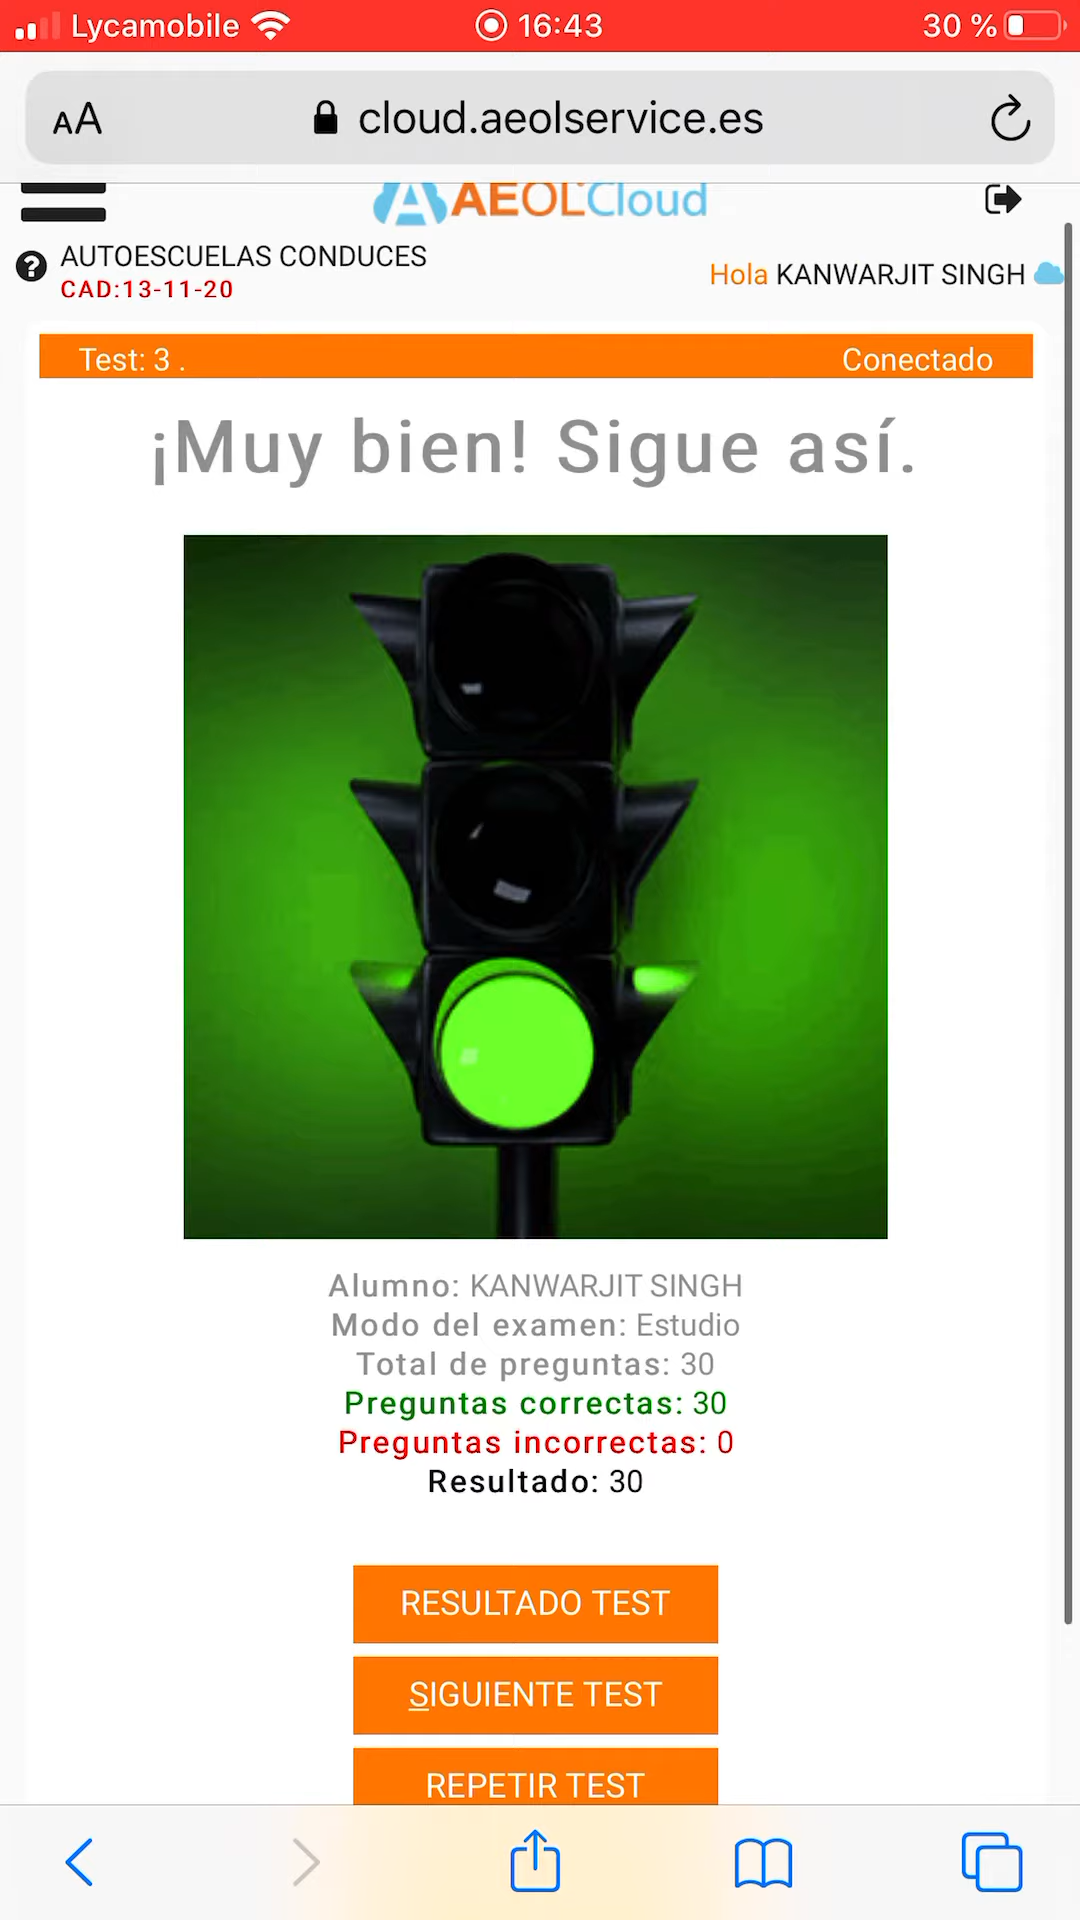 Lycamobile 16:43 30 %
AA cloud.aeolservice.es
AEOL Cloud
AUTOESCUELAS CONDUCES
CAD:13-11-20
Hola KANWARJIT SINGH
Test: 3 . Conectado
¡Muy bien! Sigue así.
Alumno: KANWARJIT SINGH
Modo del examen: Estudio
Total de preguntas: 30
Preguntas correctas: 30
Preguntas incorrectas: 0
Resultado: 30
RESULTADO TEST
SIGUIENTE TEST
REPETIR TEST